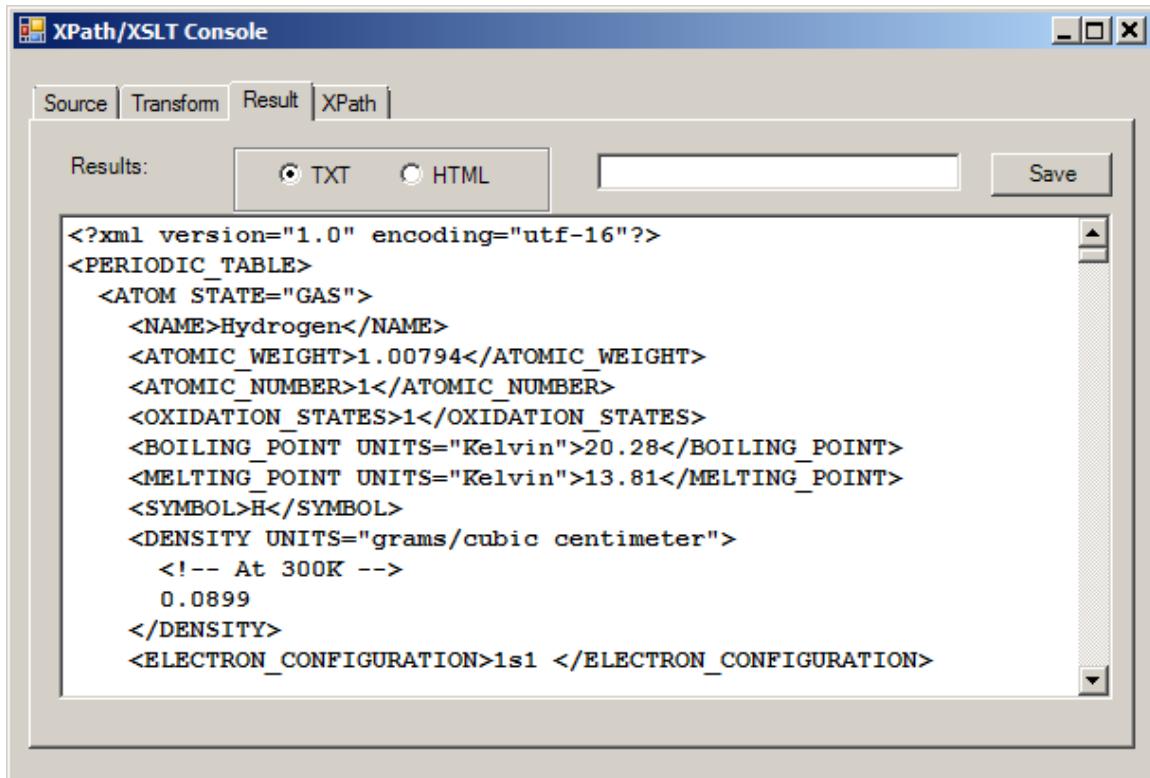 XPath/XSLT Console
Source Transform Result XPath
Results: TXT HTML Save
<?xml version="1.0" encoding="utf-16"?>
<PERIODIC_TABLE>
  <ATOM STATE="GAS">
    <NAME>Hydrogen</NAME>
    <ATOMIC_WEIGHT>1.00794</ATOMIC_WEIGHT>
    <ATOMIC_NUMBER>1</ATOMIC_NUMBER>
    <OXIDATION_STATES>1</OXIDATION_STATES>
    <BOILING_POINT UNITS="Kelvin">20.28</BOILING_POINT>
    <MELTING_POINT UNITS="Kelvin">13.81</MELTING_POINT>
    <SYMBOL>H</SYMBOL>
    <DENSITY UNITS="grams/cubic centimeter">
      <!-- At 300K -->
      0.0899
    </DENSITY>
    <ELECTRON_CONFIGURATION>1s1 </ELECTRON_CONFIGURATION>